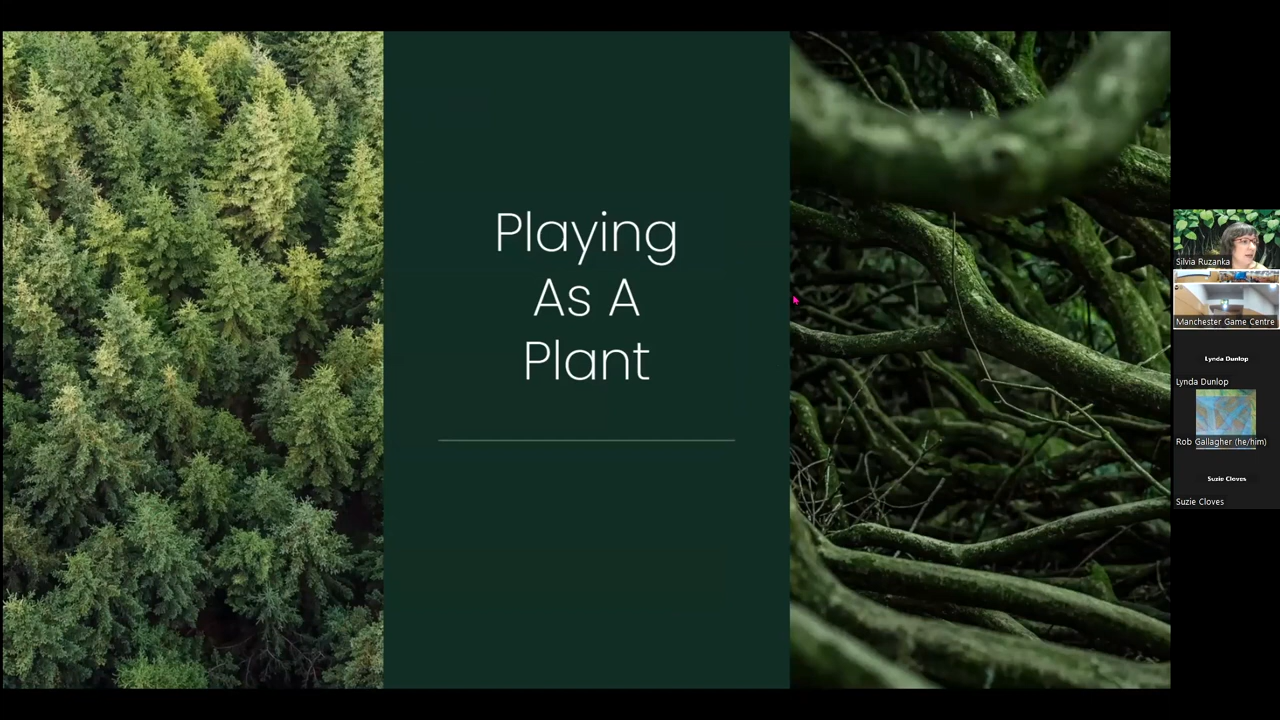 Playing
As A
Plant
Silvia Ruzanka
Manchester Game Centre
Lynda Dunlop
Lynda Dunlop
Rob Gallagher (he/him)
Suzie Cloves
Suzie Cloves